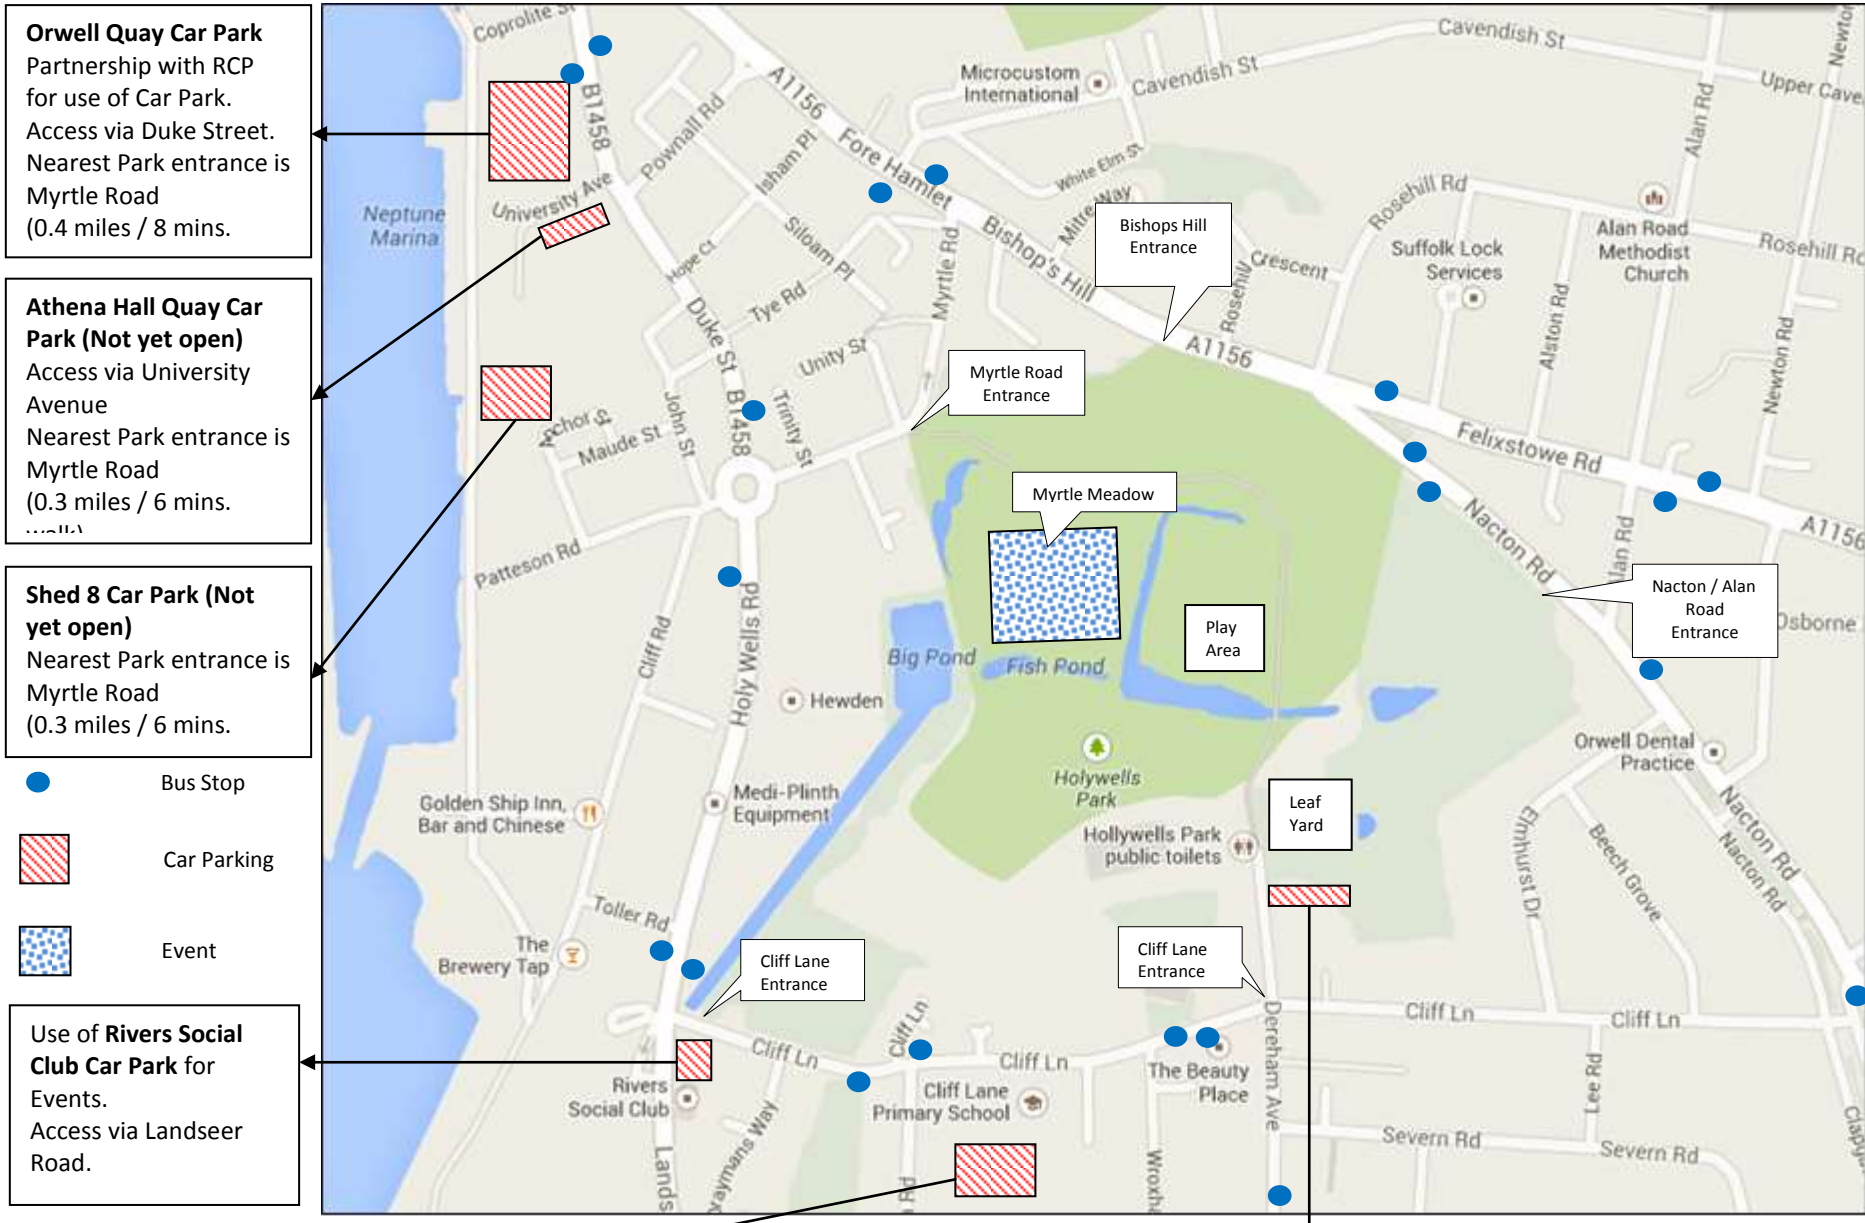 Orwell Quay Car Park
Partnership with RCP
for use of Car Park.
Access via Duke Street.
Nearest Park entrance is
Myrtle Road
(0.4 miles / 8 mins.
Athena Hall Quay Car
Park (Not yet open)
Access via University
Avenue
Nearest Park entrance is
Myrtle Road
(0.3 miles / 6 mins.
walk)
Shed 8 Car Park (Not
yet open)
Nearest Park entrance is
Myrtle Road
(0.3 miles / 6 mins.
Bus Stop
Car Parking
Event
Use of Rivers Social
Club Car Park for
Events.
Access via Landseer
Road.
Coprolite St
B1458
Pownall Rd
A1156
Fore Hamlet
Isham Pl
Microcustom
International
Cavendish St
Cavendish St
Upper Cave
Newton
Alan Rd
White Elm St
Mitre Way
Bishop's Hill
Bishops Hill
Entrance
Rosehill Rd
Rosehill
Crescent
Suffolk Lock
Services
Alan Road
Methodist
Church
Rosehill Rd
Neptune
Marina
University Ave
Hope Ct
Siloam Pl
Tye Rd
Myrtle Rd
Duke St
B1458
Unity St
A1156
Alston Rd
Newton Rd
Myrtle Road
Entrance
John St
Trinity St
Maude St
Felixstowe Rd
A1156
Myrtle Meadow
Nacton Rd
Alan Rd
Patteson Rd
Nacton / Alan
Road
Entrance
Osborne
Cliff Rd
Holy Wells Rd
Big Pond
Fish Pond
Play
Area
Hewden
Holywells
Park
Orwell Dental
Practice
Golden Ship Inn,
Bar and Chinese
Medi-Plinth
Equipment
Hollywells Park
public toilets
Leaf
Yard
Elmhurst Dr
Beech Grove
Nacton Rd
Nacton Rd
Toller Rd
The
Brewery Tap
Cliff Lane
Entrance
Cliff Lane
Entrance
Cliff Ln
Cliff Ln
Cliff Ln
Cliff Ln
Cliff Ln
Dereham Ave
Rivers
Social Club
Cliff Lane
Primary School
The Beauty
Place
Lee Rd
Severn Rd
Severn Rd
Lands
aymans Way
Rd
Wroxha
Clapga